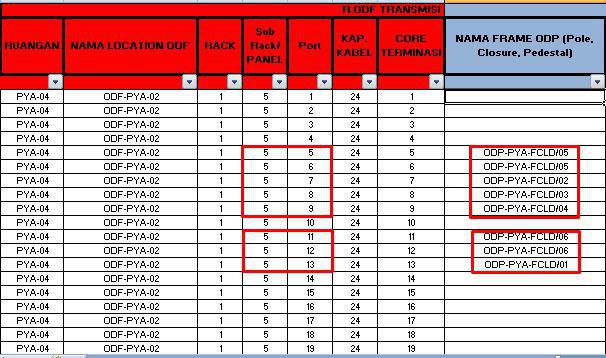 R.ODF TRANSMISI
RUANGAN NAMA LOCATION ODF RACK Sub Rack/ PANEL Port KAP. KABEL CORE TERMINASI NAMA FRAME ODP (Pole, Closure, Pedestal)
PYA-04 ODF-PYA-02 1 5 1 24 1
PYA-04 ODF-PYA-02 1 5 2 24 2
PYA-04 ODF-PYA-02 1 5 3 24 3
PYA-04 ODF-PYA-02 1 5 4 24 4
PYA-04 ODF-PYA-02 1 5 5 24 5 ODP-PYA-FCLD/05
PYA-04 ODF-PYA-02 1 5 6 24 6 ODP-PYA-FCLD/05
PYA-04 ODF-PYA-02 1 5 7 24 7 ODP-PYA-FCLD/02
PYA-04 ODF-PYA-02 1 5 8 24 8 ODP-PYA-FCLD/03
PYA-04 ODF-PYA-02 1 5 9 24 9 ODP-PYA-FCLD/04
PYA-04 ODF-PYA-02 1 5 10 24 10
PYA-04 ODF-PYA-02 1 5 11 24 11 ODP-PYA-FCLD/06
PYA-04 ODF-PYA-02 1 5 12 24 12 ODP-PYA-FCLD/06
PYA-04 ODF-PYA-02 1 5 13 24 13 ODP-PYA-FCLD/01
PYA-04 ODF-PYA-02 1 5 14 24 14
PYA-04 ODF-PYA-02 1 5 15 24 15
PYA-04 ODF-PYA-02 1 5 16 24 16
PYA-04 ODF-PYA-02 1 5 17 24 17
PYA-04 ODF-PYA-02 1 5 18 24 18
PYA-04 ODF-PYA-02 1 5 19 24 19